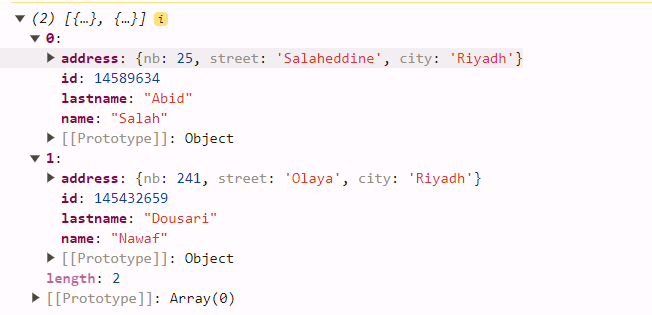 (2) [{…}, {…}] i
0:
address: {nb: 25, street: 'Salaheddine', city: 'Riyadh'}
id: 14589634
lastname: "Abid"
name: "Salah"
[[Prototype]]: Object
1:
address: {nb: 241, street: 'Olaya', city: 'Riyadh'}
id: 145432659
lastname: "Dousari"
name: "Nawaf"
[[Prototype]]: Object
length: 2
[[Prototype]]: Array(0)